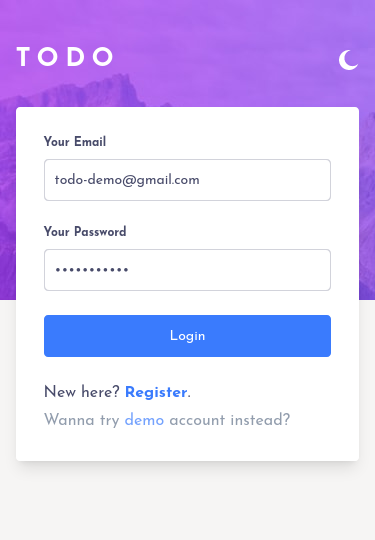 TODO
Your Email
todo-demo@gmail.com
Your Password
•••••••••••
Login
New here? Register.
Wanna try demo account instead?